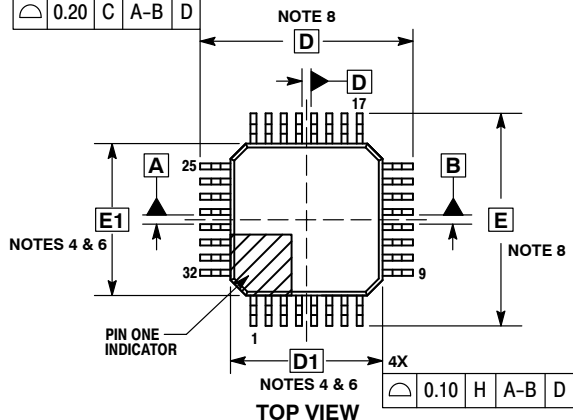 ⌓ 0.20 C A-B D
NOTE 8
D
D
17
25
A
B
E1
E
NOTES 4 & 6
NOTE 8
32
9
PIN ONE
INDICATOR
1
D1
4X
NOTES 4 & 6
⌓ 0.10 H A-B D
TOP VIEW